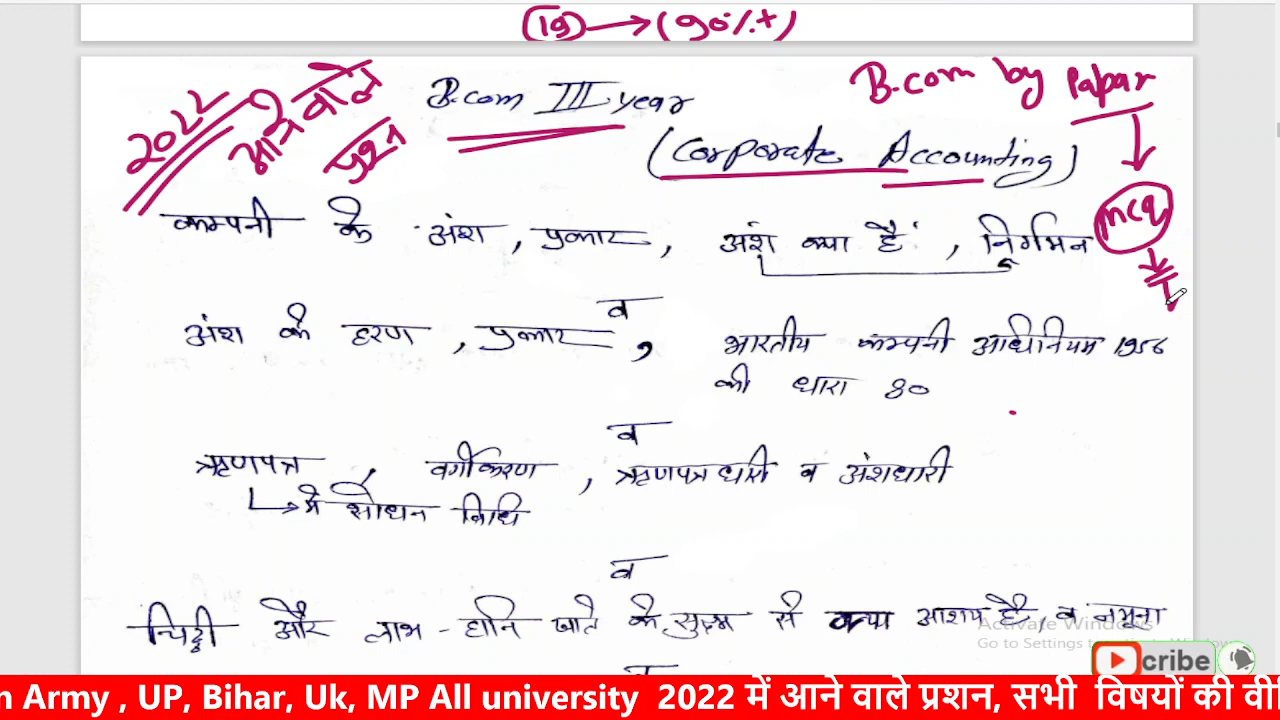 (19) → (90%+)
2022 आने वाले प्रश्न
B.com III year
B.com by Papar
(Corporate Accounting)
mcq
कम्पनी के अंश, प्रकार, अंश क्या है, निर्गमन
व
अंश के हरण, प्रकार, भारतीय कम्पनी अधिनियम 1956
की धारा 80
व
ऋणपत्र, वर्गीकरण, ऋणपत्र धारी व अंशधारी
→ मे शोधन निधि
व
चिट्ठी और लाभ-हानि खाते के से क्या आशय है, व नमूना
व
Activate Windows
Go to Settings to activate Window
cribe
n Army , UP, Bihar, Uk, MP All university 2022 में आने वाले प्रशन, सभी विषयों की वी